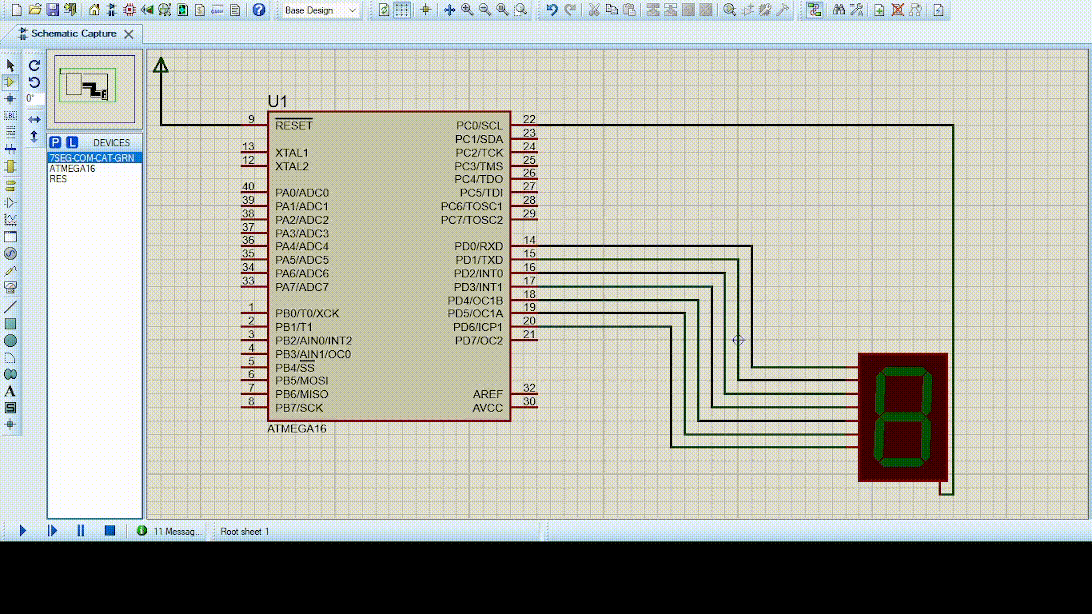 Base Design
Schematic Capture
0°
P L DEVICES
7SEG-COM-CAT-GRN
ATMEGA16
RES
U1
9 RESET PC0/SCL 22
PC1/SDA 23
13 XTAL1 PC2/TCK 24
12 XTAL2 PC3/TMS 25
PC4/TDO 26
40 PA0/ADC0 PC5/TDI 27
39 PA1/ADC1 PC6/TOSC1 28
38 PA2/ADC2 PC7/TOSC2 29
37 PA3/ADC3
36 PA4/ADC4 PD0/RXD 14
35 PA5/ADC5 PD1/TXD 15
34 PA6/ADC6 PD2/INT0 16
33 PA7/ADC7 PD3/INT1 17
PD4/OC1B 18
1 PB0/T0/XCK PD5/OC1A 19
2 PB1/T1 PD6/ICP1 20
3 PB2/AIN0/INT2 PD7/OC2 21
4 PB3/AIN1/OC0
5 PB4/SS
6 PB5/MOSI
7 PB6/MISO AREF 32
8 PB7/SCK AVCC 30
ATMEGA16
11 Messag... Root sheet 1